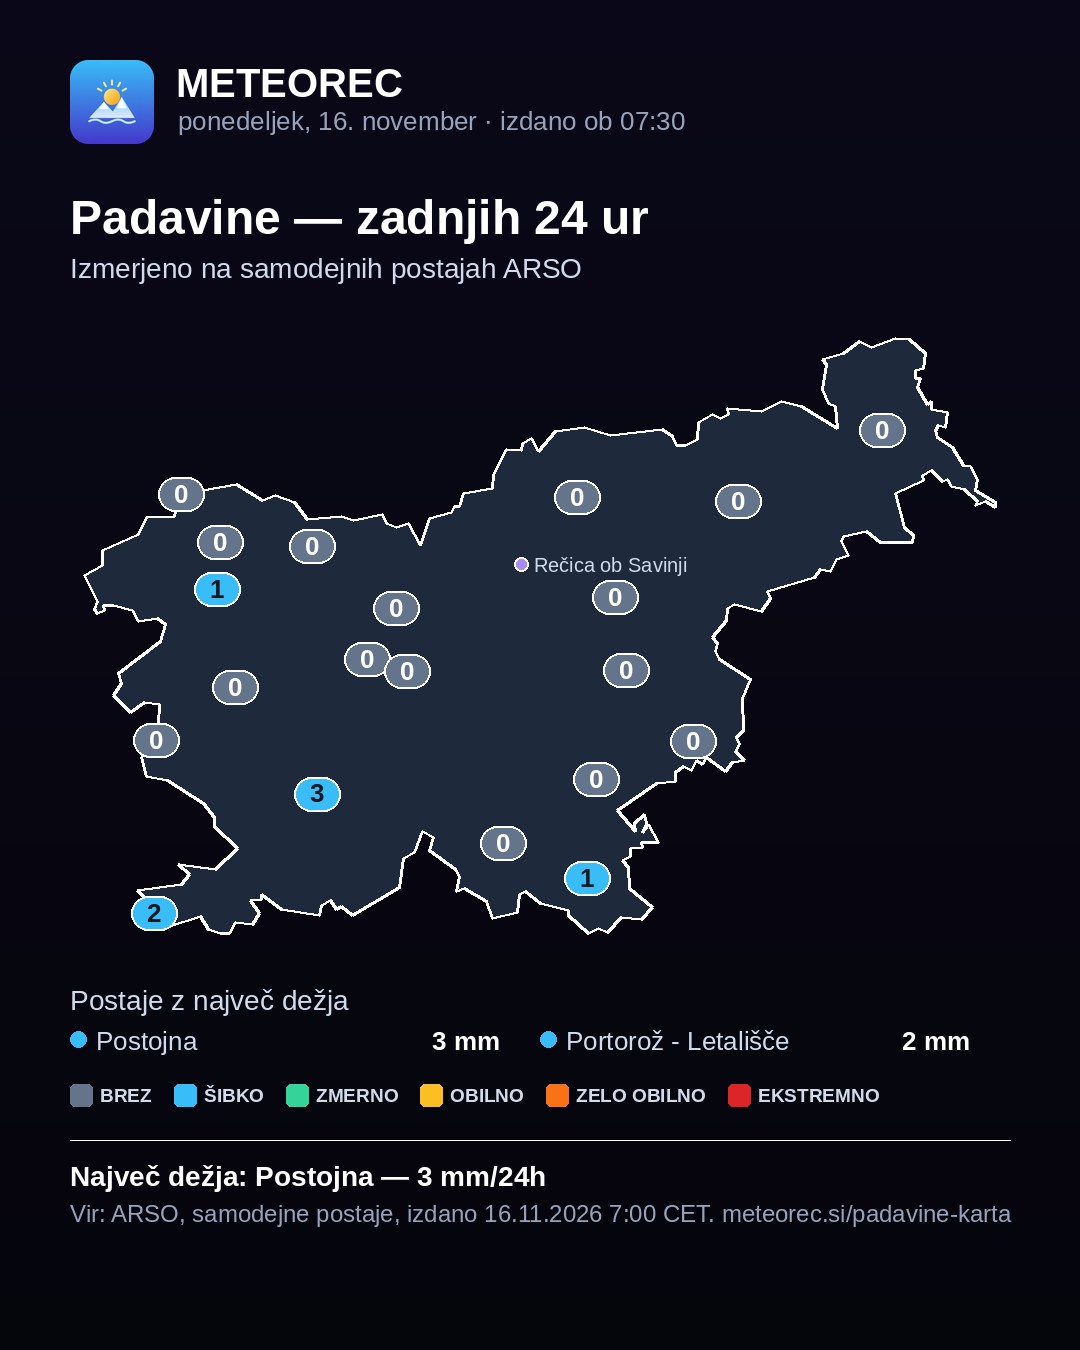 METEOREC
ponedeljek, 16. november · izdano ob 07:30
Padavine — zadnjih 24 ur
Izmerjeno na samodejnih postajah ARSO
0
0
0
0
0
0
0
1
Rečica ob Savinji
0
0
0
0
0
0
0
0
0
3
0
1
2
Postaje z največ dežja
Postojna 3 mm Portorož - Letališče 2 mm
BREZ ŠIBKO ZMERNO OBILNO ZELO OBILNO EKSTREMNO
Največ dežja: Postojna — 3 mm/24h
Vir: ARSO, samodejne postaje, izdano 16.11.2026 7:00 CET. meteorec.si/padavine-karta